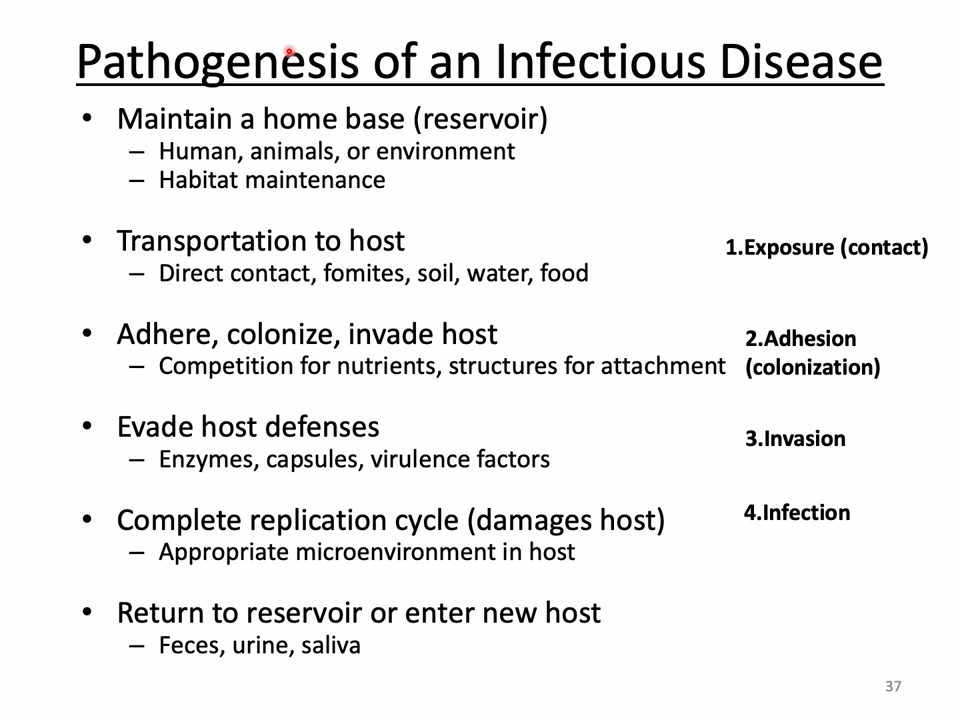 Pathogenesis of an Infectious Disease
• Maintain a home base (reservoir)
– Human, animals, or environment
– Habitat maintenance
• Transportation to host
1.Exposure (contact)
– Direct contact, fomites, soil, water, food
• Adhere, colonize, invade host
2.Adhesion
– Competition for nutrients, structures for attachment
(colonization)
• Evade host defenses
3.Invasion
– Enzymes, capsules, virulence factors
• Complete replication cycle (damages host)
4.Infection
– Appropriate microenvironment in host
• Return to reservoir or enter new host
– Feces, urine, saliva
37